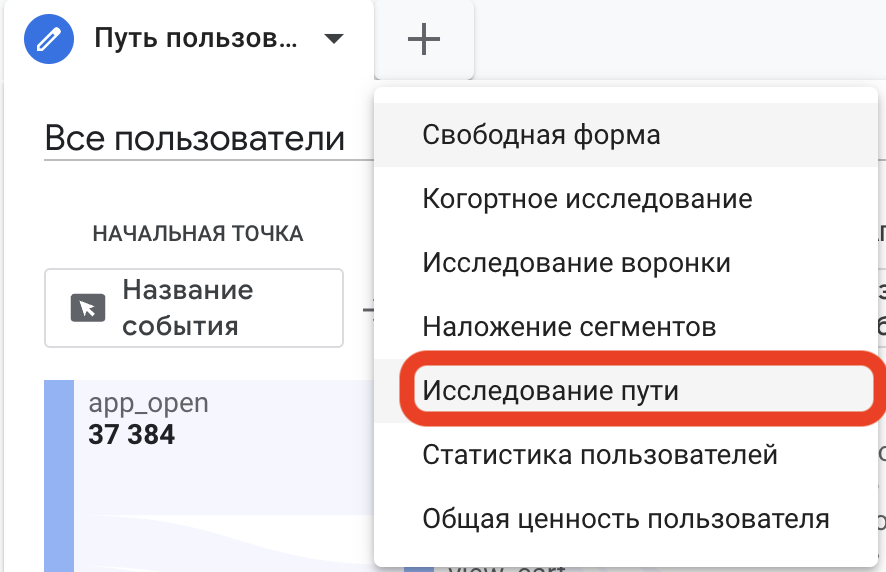 Путь пользов...
Все пользователи
НАЧАЛЬНАЯ ТОЧКА
Название
события
app_open
37 384
Свободная форма
Когортное исследование
Исследование воронки
Наложение сегментов
Исследование пути
Статистика пользователей
Общая ценность пользователя
view_cart